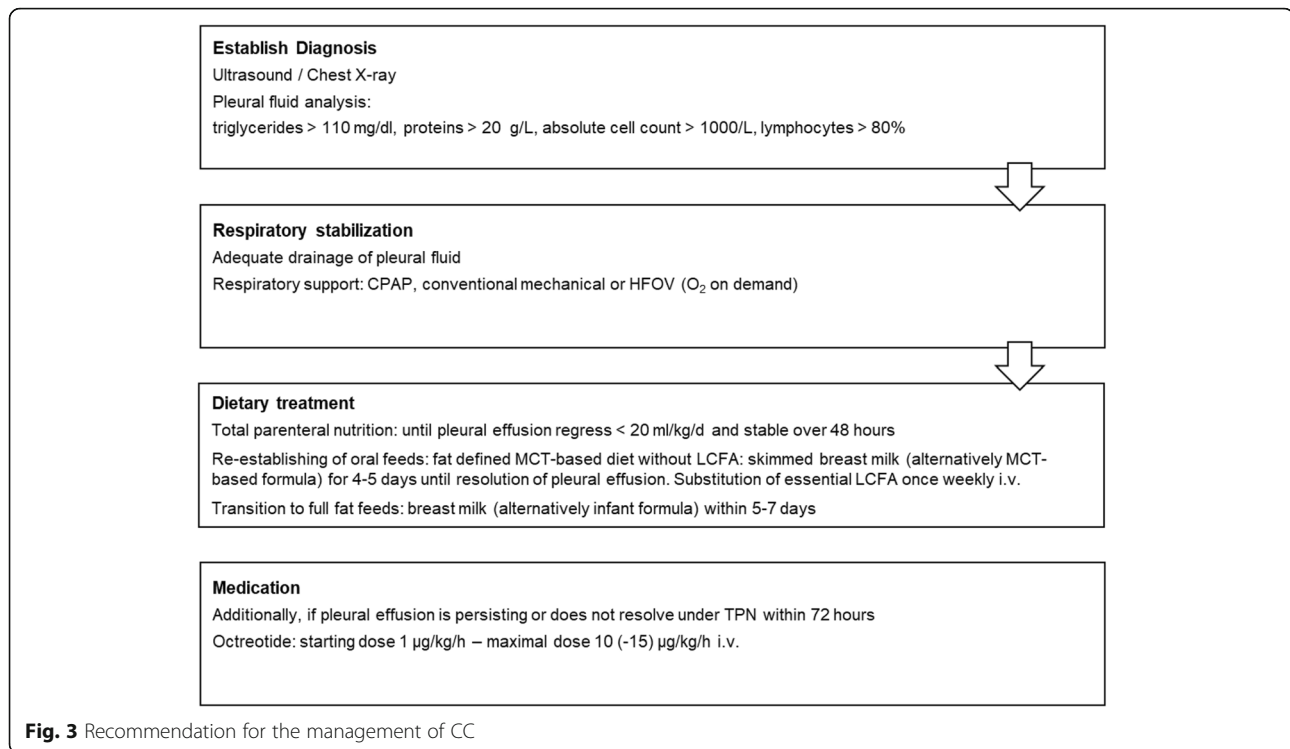 Establish Diagnosis
Ultrasound / Chest X-ray
Pleural fluid analysis:
triglycerides > 110 mg/dl, proteins > 20 g/L, absolute cell count > 1000/L, lymphocytes > 80%
Respiratory stabilization
Adequate drainage of pleural fluid
Respiratory support: CPAP, conventional mechanical or HFOV (O₂ on demand)
Dietary treatment
Total parenteral nutrition: until pleural effusion regress < 20 ml/kg/d and stable over 48 hours
Re-establishing of oral feeds: fat defined MCT-based diet without LCFA: skimmed breast milk (alternatively MCT-
based formula) for 4-5 days until resolution of pleural effusion. Substitution of essential LCFA once weekly i.v.
Transition to full fat feeds: breast milk (alternatively infant formula) within 5-7 days
Medication
Additionally, if pleural effusion is persisting or does not resolve under TPN within 72 hours
Octreotide: starting dose 1 µg/kg/h – maximal dose 10 (-15) µg/kg/h i.v.
Fig. 3 Recommendation for the management of CC